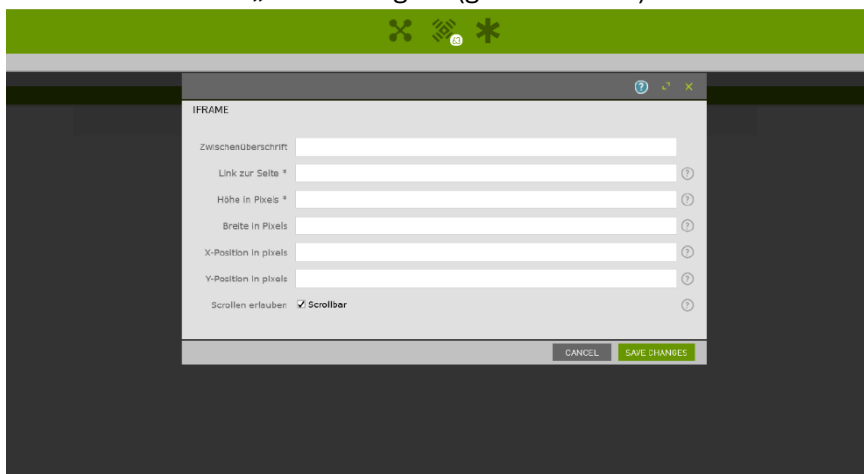 IFRAME
Zwischenüberschrift
Link zur Seite *
Höhe in Pixels *
Breite in Pixels
X-Position in pixels
Y-Position in pixels
Scrollen erlauben Scrollbar
CANCEL SAVE CHANGES